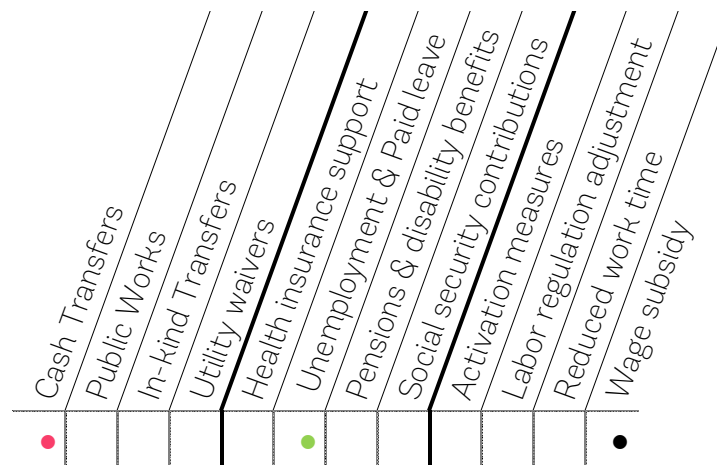 Cash Transfers
Public Works
In-kind Transfers
Utility waivers
Health insurance support
Unemployment & Paid leave
Pensions & disability benefits
Social security contributions
Activation measures
Labor regulation adjustment
Reduced work time
Wage subsidy